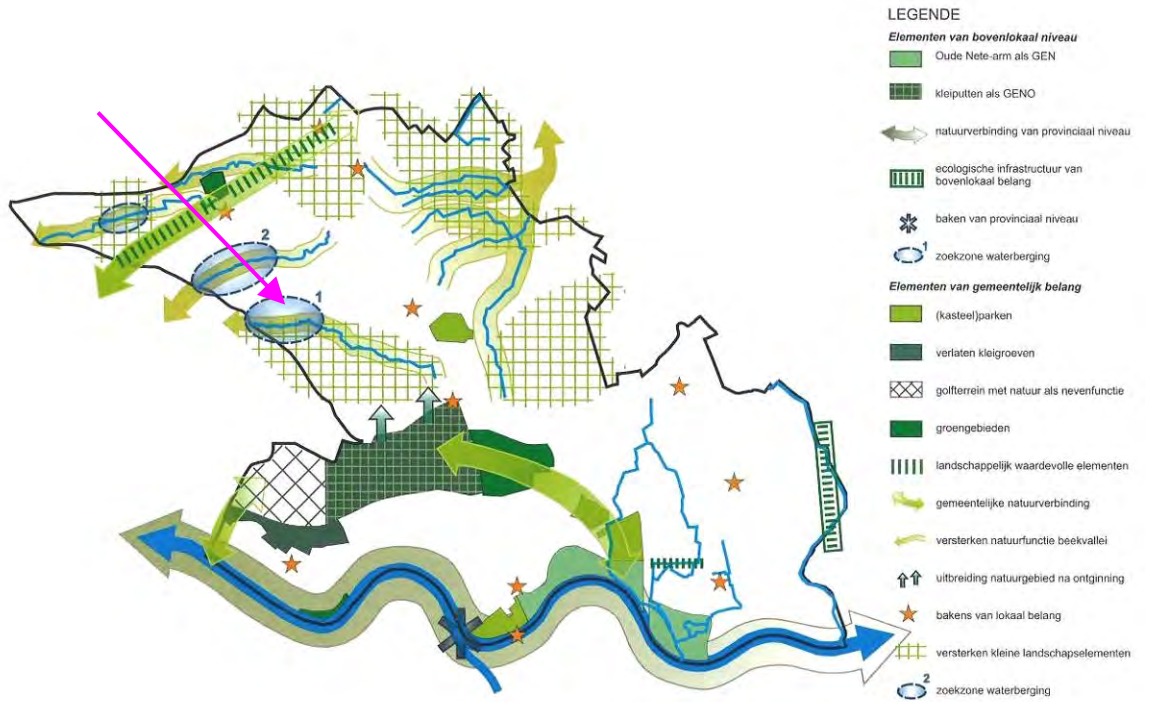 LEGENDE
Elementen van bovenlokaal niveau
Oude Nete-arm als GEN
kleiputten als GENO
natuurverbinding van provinciaal niveau
ecologische infrastructuur van
bovenlokaal belang
baken van provinciaal niveau
1
zoekzone waterberging
Elementen van gemeentelijk belang
(kasteel)parken
verlaten kleigroeven
golfterrein met natuur als nevenfunctie
groengebieden
landschappelijk waardevolle elementen
gemeentelijke natuurverbinding
versterken natuurfunctie beekvallei
uitbreiding natuurgebied na ontginning
bakens van lokaal belang
versterken kleine landschapselementen
2
zoekzone waterberging
1
2
1